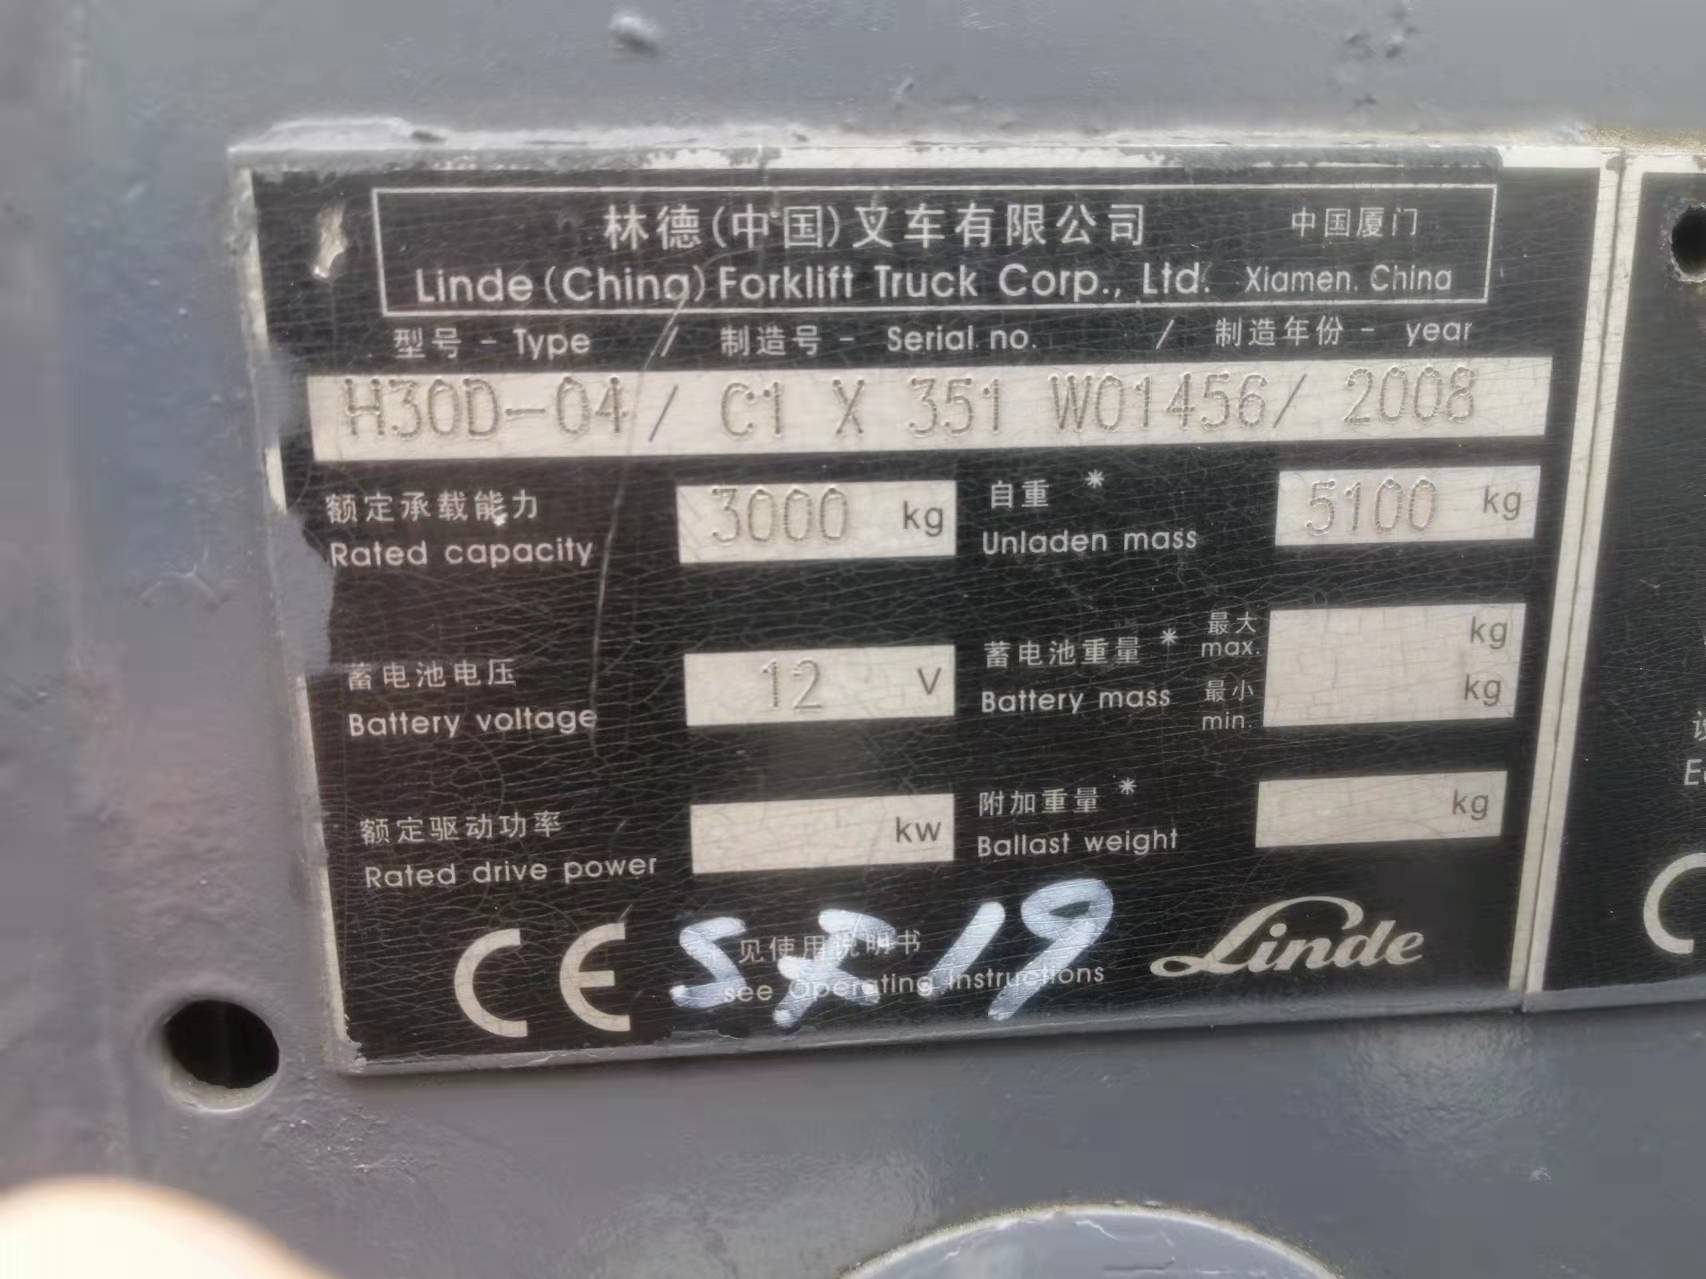 林德(中国)叉车有限公司 中国厦门
Linde (China) Forklift Truck Corp., Ltd. Xiamen. China
型号 - Type / 制造号 - Serial no. / 制造年份 - year
H30D-04/ C1 X 351 W01456/ 2008
额定承载能力 3000 kg 自重 * 5100 kg
Rated capacity Unladen mass
蓄电池电压 12 V 蓄电池重量 * 最大 max. kg
Battery voltage Battery mass 最小 min. kg
额定驱动功率 kw 附加重量 * kg
Rated drive power Ballast weight
CE 见使用说明书 Linde
see Operating Instructions